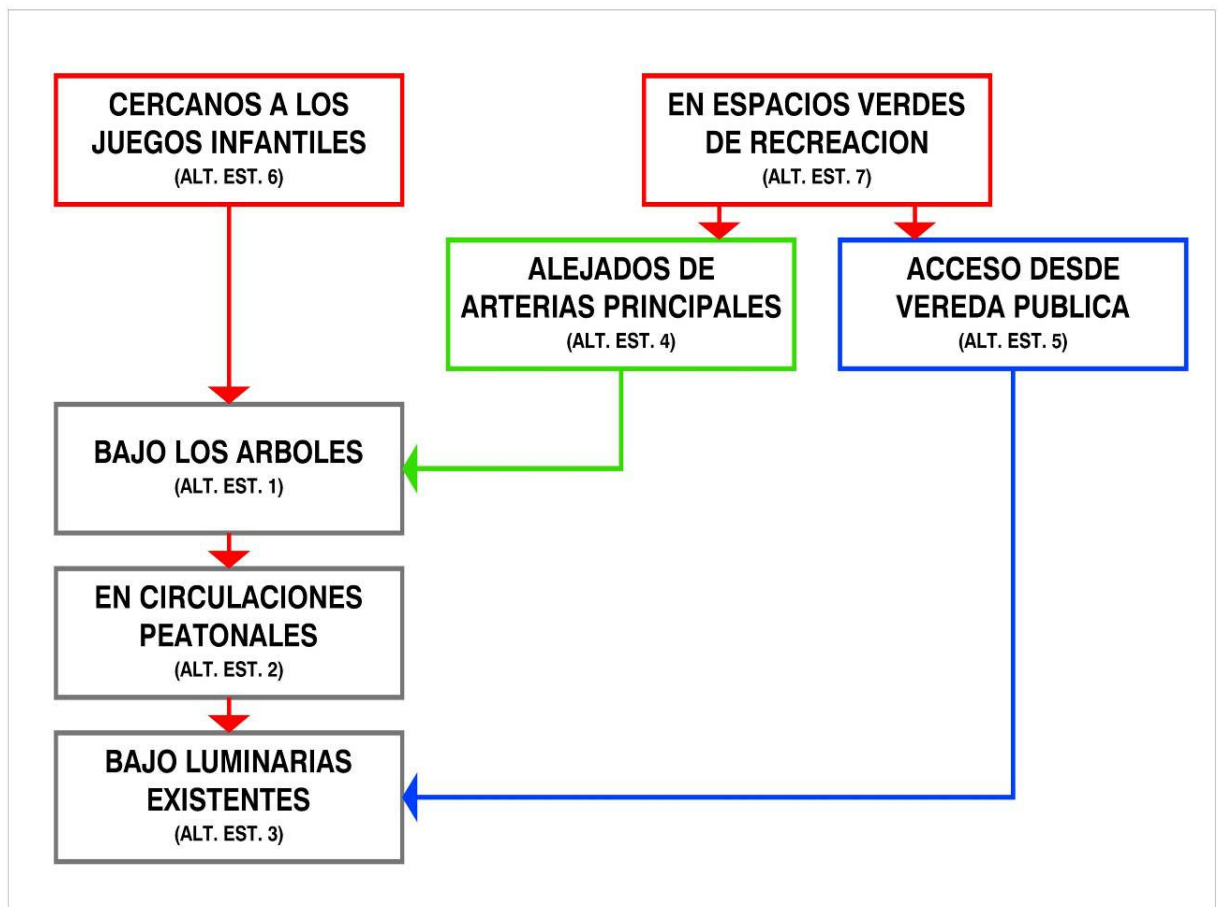 CERCANOS A LOS
JUEGOS INFANTILES
(ALT. EST. 6)
EN ESPACIOS VERDES
DE RECREACION
(ALT. EST. 7)
ALEJADOS DE
ARTERIAS PRINCIPALES
(ALT. EST. 4)
ACCESO DESDE
VEREDA PUBLICA
(ALT. EST. 5)
BAJO LOS ARBOLES
(ALT. EST. 1)
EN CIRCULACIONES
PEATONALES
(ALT. EST. 2)
BAJO LUMINARIAS
EXISTENTES
(ALT. EST. 3)